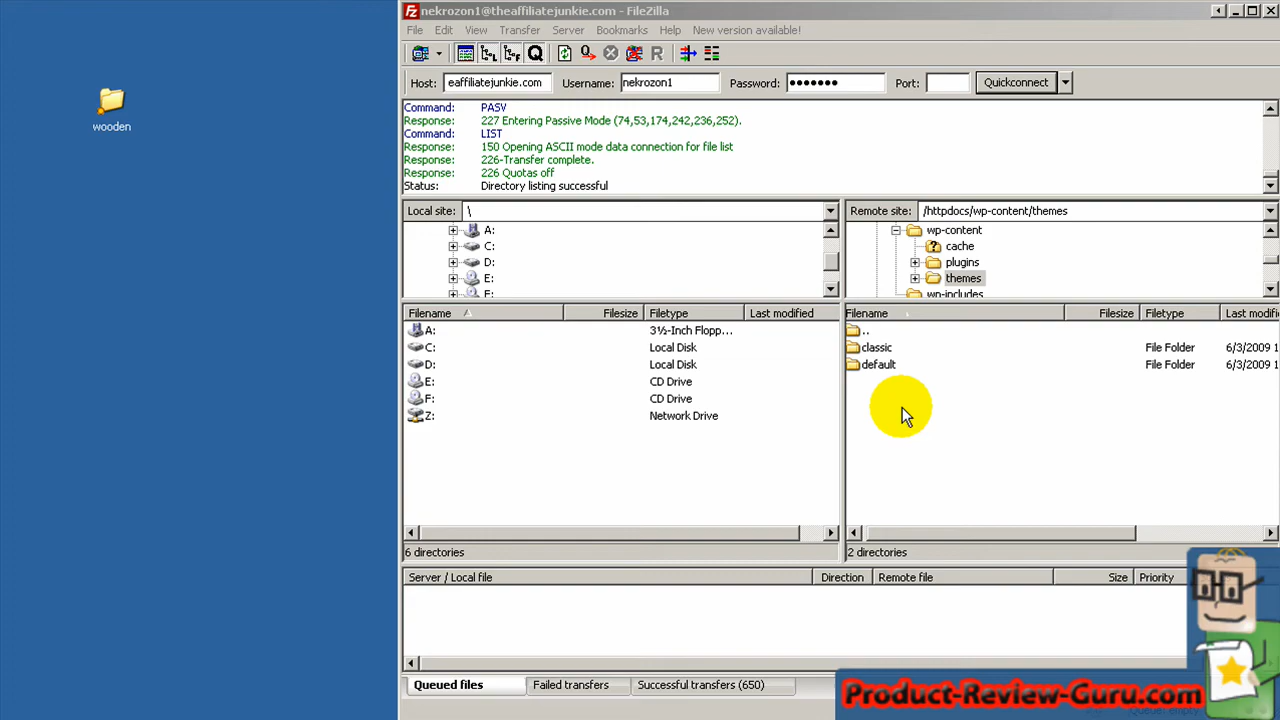 nekrozon1@theaffiliatejunkie.com - FileZilla
File Edit View Transfer Server Bookmarks Help New version available!
Host: eaffiliatejunkie.com Username: nekrozon1 Password: ••••••• Port: Quickconnect
wooden
Command: PASV
Response: 227 Entering Passive Mode (74,53,174,242,236,252).
Command: LIST
Response: 150 Opening ASCII mode data connection for file list
Response: 226-Transfer complete.
Response: 226 Quotas off
Status: Directory listing successful
Local site: \
A:
C:
D:
E:
F:
Remote site: /httpdocs/wp-content/themes
wp-content
cache
plugins
themes
wp-includes
Filename Filesize Filetype Last modified
A: 3½-Inch Flopp...
C: Local Disk
D: Local Disk
E: CD Drive
F: CD Drive
Z: Network Drive
6 directories
Filename Filesize Filetype Last modifi
..
classic File Folder 6/3/2009 1
default File Folder 6/3/2009 1
2 directories
Server / Local file Direction Remote file Size Priority
Queued files Failed transfers Successful transfers (650)
Product-Review-Guru.com